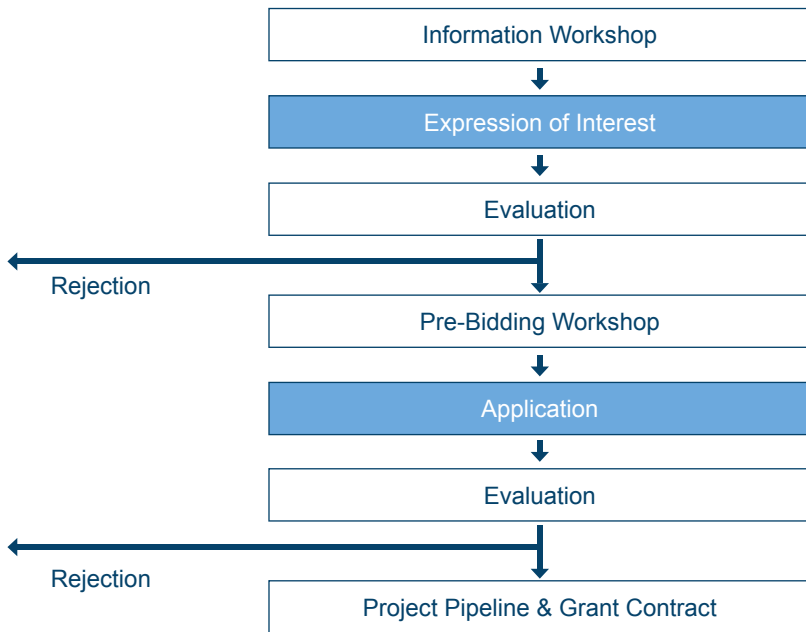 Information Workshop
Expression of Interest
Evaluation
Rejection
Pre-Bidding Workshop
Application
Evaluation
Rejection
Project Pipeline & Grant Contract